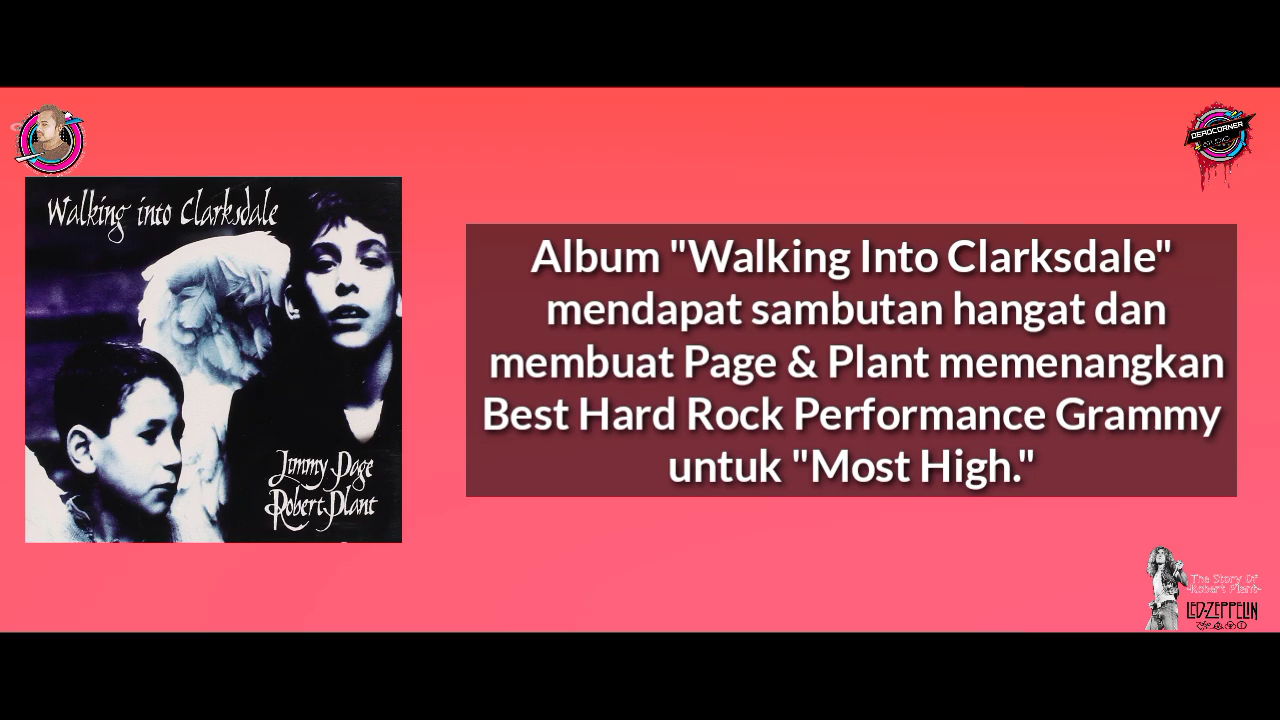 DEADCORNER
Walking into Clarksdale
Jimmy Page
Robert Plant
Album "Walking Into Clarksdale"
mendapat sambutan hangat dan
membuat Page & Plant memenangkan
Best Hard Rock Performance Grammy
untuk "Most High."
The Story Of
Robert Plant
LED-ZEPPELIN